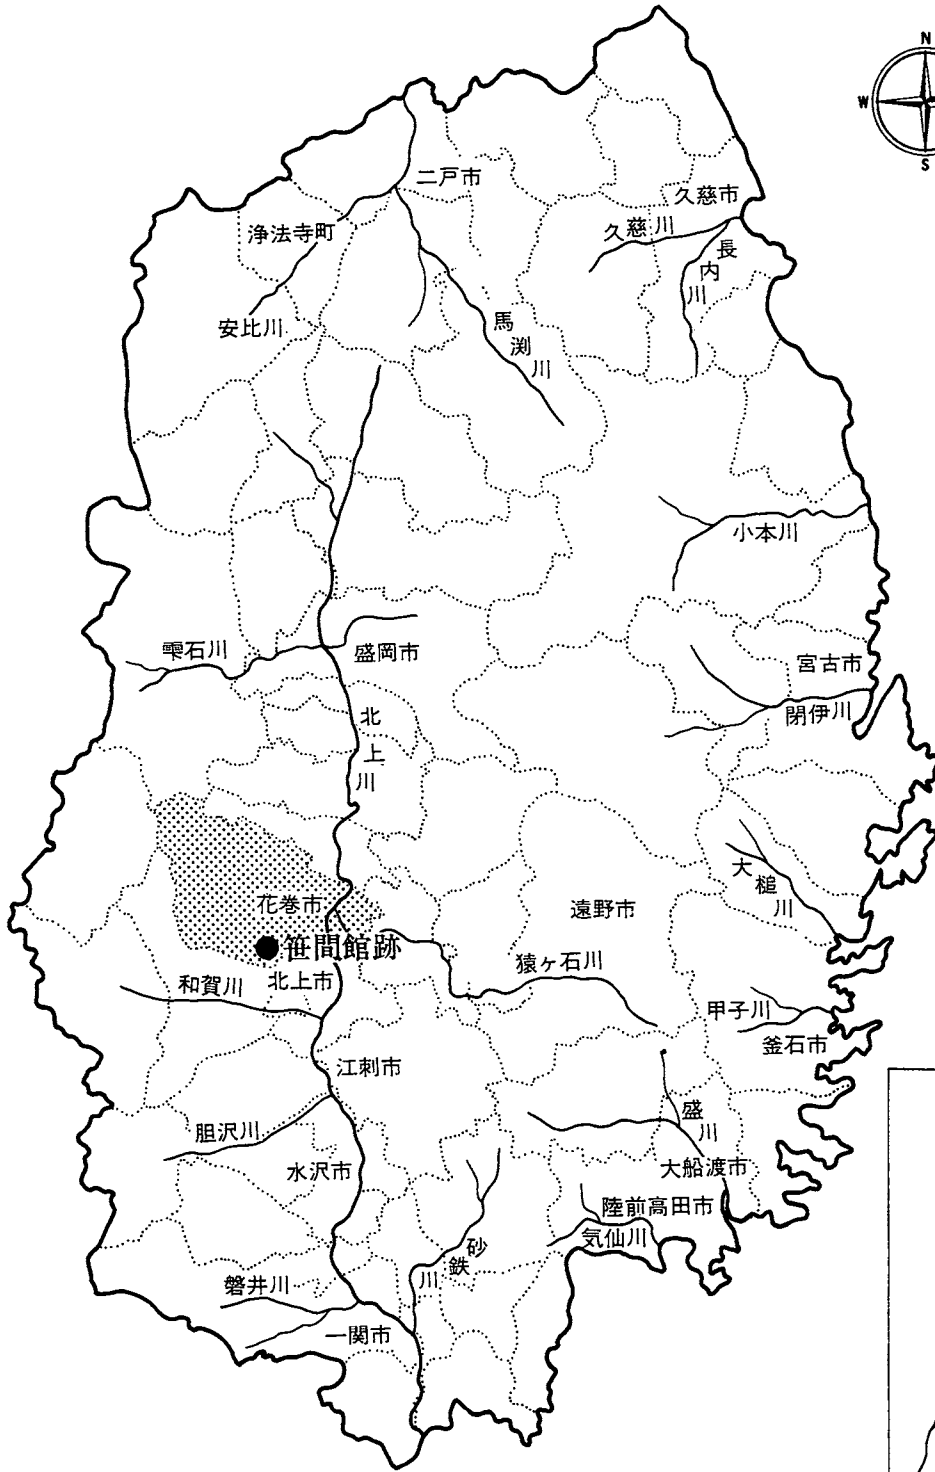 N
W
S
二戸市
久慈市
浄法寺町
久慈川
長内川
安比川
馬渕川
小本川
雫石川
盛岡市
宮古市
北上川
閉伊川
大槌川
花巻市
遠野市
笹間館跡
猿ヶ石川
和賀川
北上市
甲子川
釜石市
江刺市
盛川
胆沢川
水沢市
大船渡市
陸前高田市
気仙川
砂鉄川
磐井川
一関市